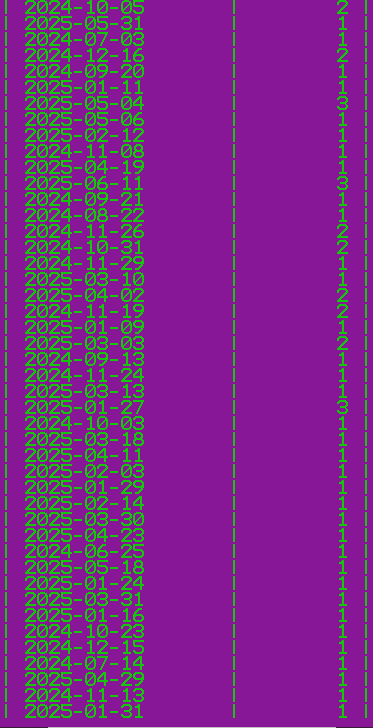 | 2024-10-05 | 2 |
| 2025-05-31 | 1 |
| 2024-07-03 | 1 |
| 2024-12-16 | 2 |
| 2024-09-20 | 1 |
| 2025-01-11 | 1 |
| 2025-05-04 | 3 |
| 2025-05-06 | 1 |
| 2025-02-12 | 1 |
| 2024-11-08 | 1 |
| 2025-04-19 | 1 |
| 2025-06-11 | 3 |
| 2024-09-21 | 1 |
| 2024-08-22 | 1 |
| 2024-11-26 | 2 |
| 2024-10-31 | 2 |
| 2024-11-29 | 1 |
| 2025-03-10 | 1 |
| 2025-04-02 | 2 |
| 2024-11-19 | 2 |
| 2025-01-09 | 1 |
| 2025-03-03 | 2 |
| 2024-09-13 | 1 |
| 2024-11-24 | 1 |
| 2025-03-13 | 1 |
| 2025-01-27 | 3 |
| 2024-10-03 | 1 |
| 2025-03-18 | 1 |
| 2025-04-11 | 1 |
| 2025-02-03 | 1 |
| 2025-01-29 | 1 |
| 2025-02-14 | 1 |
| 2025-03-30 | 1 |
| 2025-04-23 | 1 |
| 2024-06-25 | 1 |
| 2025-05-18 | 1 |
| 2025-01-24 | 1 |
| 2025-03-31 | 1 |
| 2025-01-16 | 1 |
| 2024-10-23 | 1 |
| 2024-12-15 | 1 |
| 2024-07-14 | 1 |
| 2025-04-29 | 1 |
| 2024-11-13 | 1 |
| 2025-01-31 | 1 |